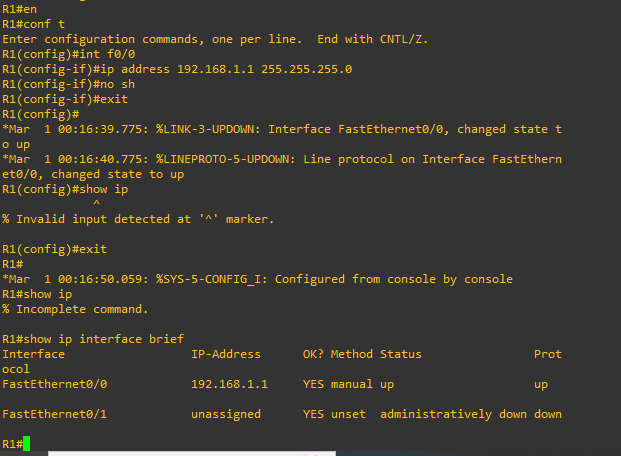 R1#en
R1#conf t
Enter configuration commands, one per line.  End with CNTL/Z.
R1(config)#int f0/0
R1(config-if)#ip address 192.168.1.1 255.255.255.0
R1(config-if)#no sh
R1(config-if)#exit
R1(config)#
*Mar  1 00:16:39.775: %LINK-3-UPDOWN: Interface FastEthernet0/0, changed state t
o up
*Mar  1 00:16:40.775: %LINEPROTO-5-UPDOWN: Line protocol on Interface FastEthern
et0/0, changed state to up
R1(config)#show ip
             ^
% Invalid input detected at '^' marker.
R1(config)#exit
R1#
*Mar  1 00:16:50.059: %SYS-5-CONFIG_I: Configured from console by console
R1#show ip
% Incomplete command.
R1#show ip interface brief
Interface                  IP-Address      OK? Method Status                Prot
ocol
FastEthernet0/0            192.168.1.1     YES manual up                    up
FastEthernet0/1            unassigned      YES unset  administratively down down
R1#